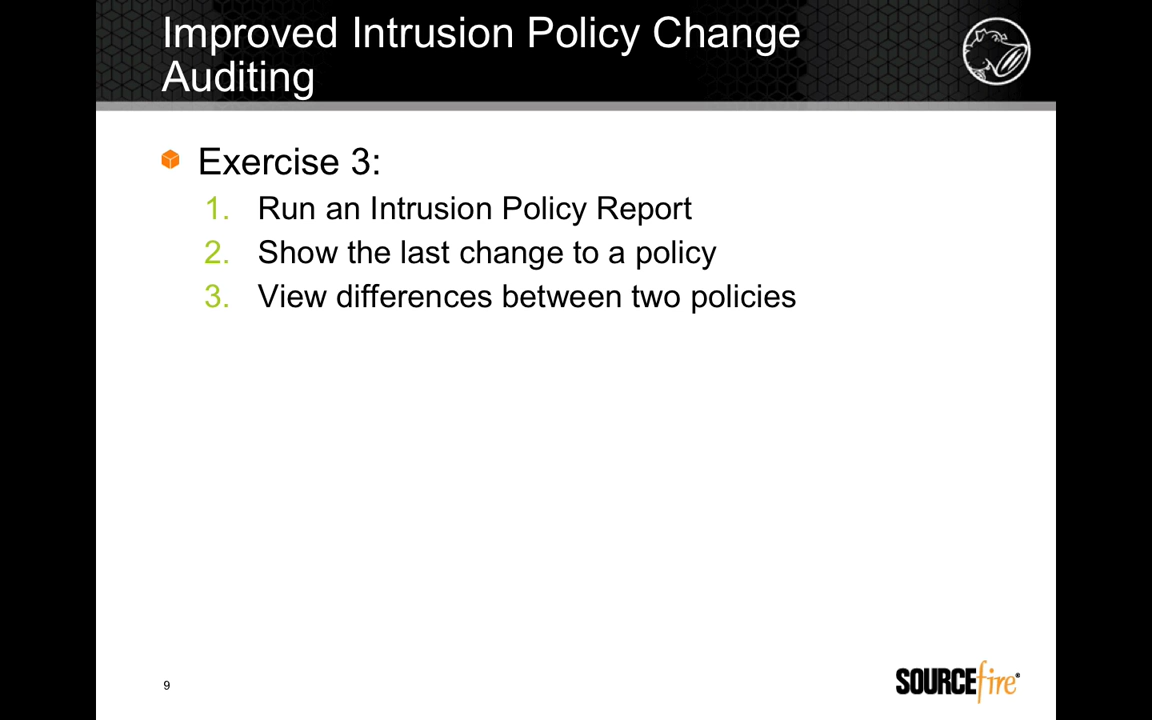 Improved Intrusion Policy Change
Auditing
Exercise 3:
1. Run an Intrusion Policy Report
2. Show the last change to a policy
3. View differences between two policies
9
SOURCEfire®